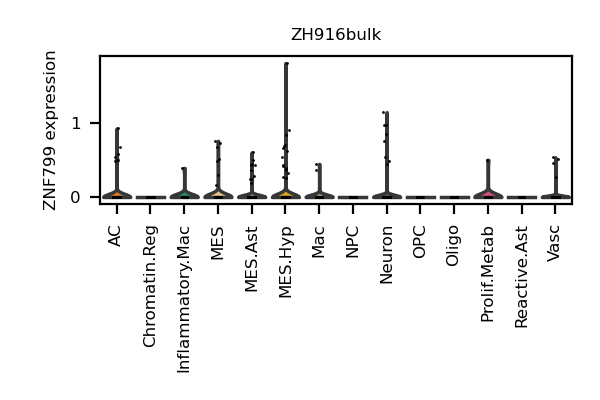 ZH916bulk
ZNF799 expression
1
0
AC
Chromatin.Reg
Inflammatory.Mac
MES
MES.Ast
MES.Hyp
Mac
NPC
Neuron
OPC
Oligo
Prolif.Metab
Reactive.Ast
Vasc